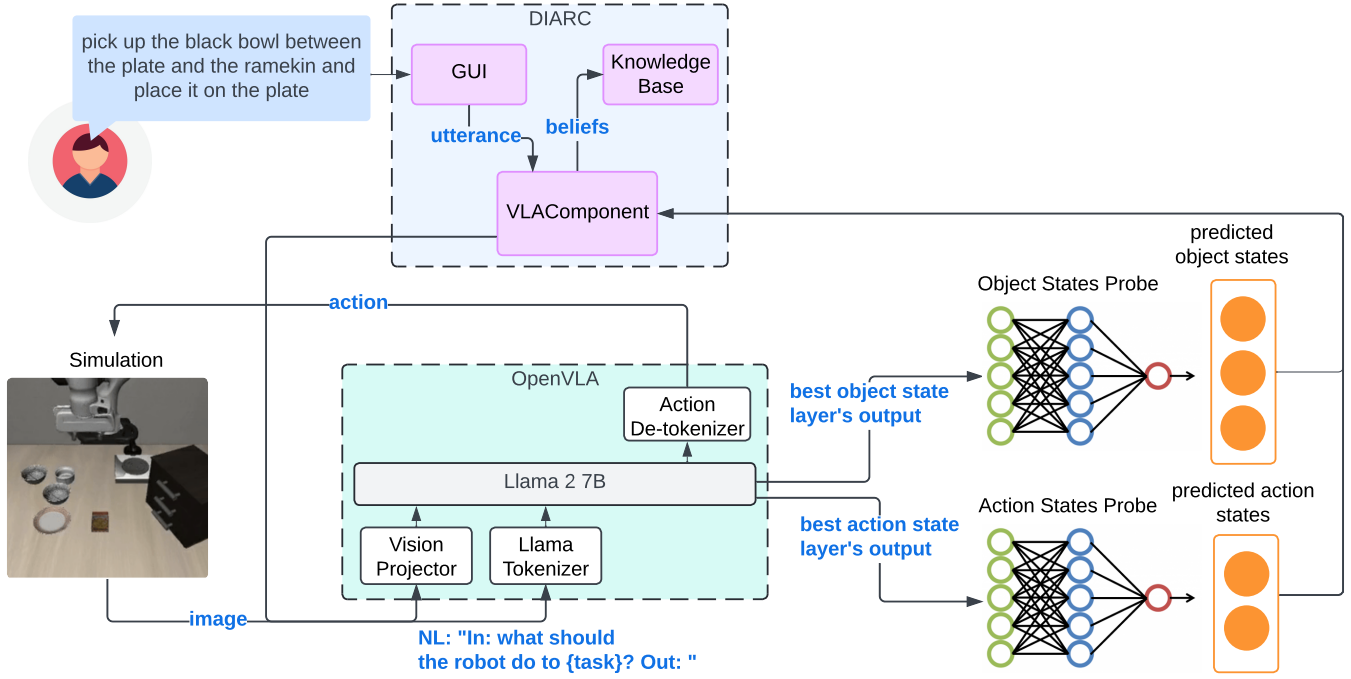 DIARC
pick up the black bowl between
the plate and the ramekin and
place it on the plate
GUI
Knowledge
Base
utterance
beliefs
VLAComponent
predicted
object states
Object States Probe
action
Simulation
OpenVLA
Action
De-tokenizer
best object state
layer's output
Llama 2 7B
Action States Probe
predicted action
states
best action state
layer's output
Vision
Projector
Llama
Tokenizer
image
NL: "In: what should
the robot do to {task}? Out: "